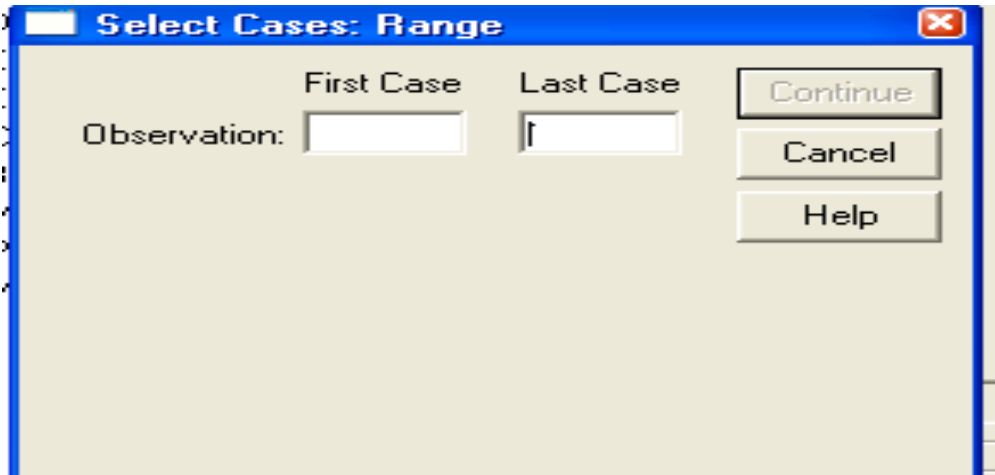 Select Cases: Range
First Case Last Case
Observation:
Continue
Cancel
Help